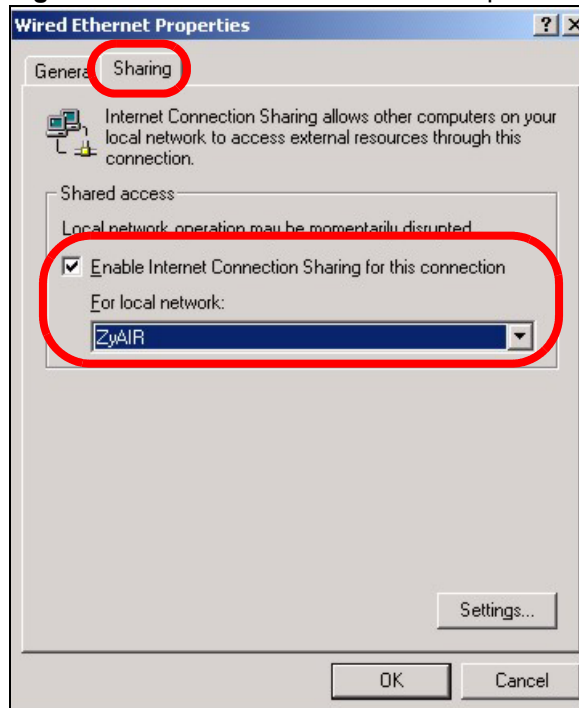 Wired Ethernet Properties
General Sharing
Internet Connection Sharing allows other computers on your
local network to access external resources through this
connection.
Shared access
Local network operation may be momentarily disrupted
Enable Internet Connection Sharing for this connection
For local network:
ZyAIR
Settings...
OK Cancel